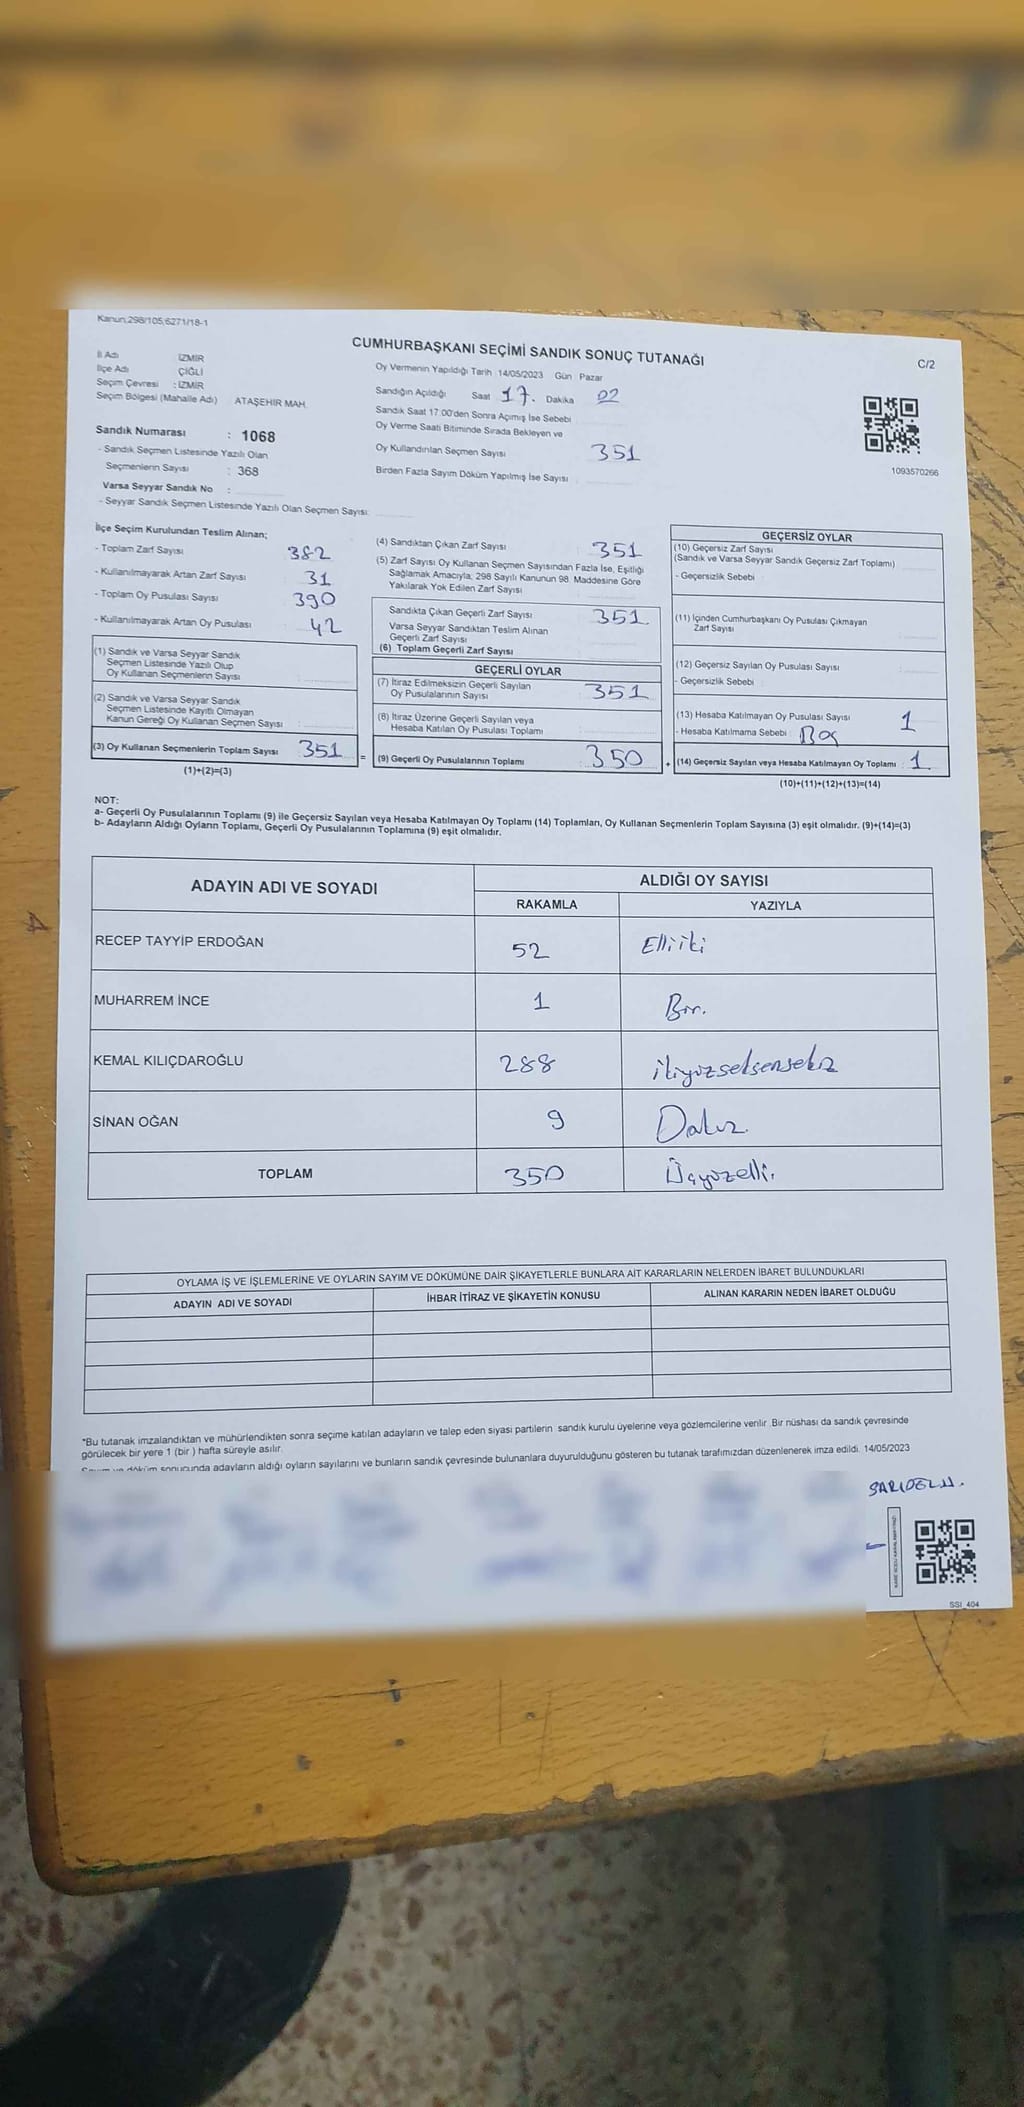 Kanun;298/105;6271/18-1
CUMHURBAŞKANI SEÇİMİ SANDIK SONUÇ TUTANAĞI
C/2
İl Adı İZMİR
İlçe Adı ÇİĞLİ
Seçim Çevresi : İZMİR
Seçim Bölgesi (Mahalle Adı) ATAŞEHİR MAH.
Sandık Numarası : 1068
- Sandık Seçmen Listesinde Yazılı Olan
Seçmenlerin Sayısı : 368
Varsa Seyyar Sandık No :
- Seyyar Sandık Seçmen Listesinde Yazılı Olan Seçmen Sayısı:
Oy Vermenin Yapıldığı Tarih :14/05/2023 Gün Pazar
Sandığın Açıldığı Saat 17. Dakika 02
Sandık Saat 17:00'den Sonra Açımış İse Sebebi
Oy Verme Saati Bitiminde Sırada Bekleyen ve
Oy Kullandırılan Seçmen Sayısı 351
Birden Fazla Sayım Döküm Yapılmış İse Sayısı
1093570266
İlçe Seçim Kurulundan Teslim Alınan;
- Toplam Zarf Sayısı 382
- Kullanılmayarak Artan Zarf Sayısı 31
- Toplam Oy Pusulası Sayısı 390
- Kullanılmayarak Artan Oy Pusulası 42
(1) Sandık ve Varsa Seyyar Sandık
Seçmen Listesinde Yazılı Olup
Oy Kullanan Seçmenlerin Sayısı
(2) Sandık ve Varsa Seyyar Sandık
Seçmen Listesinde Kayıtlı Olmayan
Kanun Gereği Oy Kullanan Seçmen Sayısı
(3) Oy Kullanan Seçmenlerin Toplam Sayısı 351
(1)+(2)=(3)
(4) Sandıktan Çıkan Zarf Sayısı 351
(5) Zarf Sayısı Oy Kullanan Seçmen Sayısından Fazla İse, Eşitliği
Sağlamak Amacıyla; 298 Sayılı Kanunun 98. Maddesine Göre
Yakılarak Yok Edilen Zarf Sayısı
Sandıkta Çıkan Geçerli Zarf Sayısı 351
Varsa Seyyar Sandıktan Teslim Alınan
Geçerli Zarf Sayısı
(6) Toplam Geçerli Zarf Sayısı
GEÇERLİ OYLAR
(7) İtiraz Edilmeksizin Geçerli Sayılan
Oy Pusulalarının Sayısı 351
(8) İtiraz Üzerine Geçerli Sayılan veya
Hesaba Katılan Oy Pusulası Toplamı
= (9) Geçerli Oy Pusulalarının Toplamı 350
GEÇERSİZ OYLAR
(10) Geçersiz Zarf Sayısı
(Sandık ve Varsa Seyyar Sandık Geçersiz Zarf Toplamı)
- Geçersizlik Sebebi :
(11) İçinden Cumhurbaşkanı Oy Pusulası Çıkmayan
Zarf Sayısı
(12) Geçersiz Sayılan Oy Pusulası Sayısı
- Geçersizlik Sebebi :
(13) Hesaba Katılmayan Oy Pusulası Sayısı 1
- Hesaba Katılmama Sebebi : Boş
+ (14) Geçersiz Sayılan veya Hesaba Katılmayan Oy Toplamı : 1
(10)+(11)+(12)+(13)=(14)
NOT:
a- Geçerli Oy Pusulalarının Toplamı (9) ile Geçersiz Sayılan veya Hesaba Katılmayan Oy Toplamı (14) Toplamları, Oy Kullanan Seçmenlerin Toplam Sayısına (3) eşit olmalıdır. (9)+(14)=(3)
b- Adayların Aldığı Oyların Toplamı, Geçerli Oy Pusulalarının Toplamına (9) eşit olmalıdır.
ADAYIN ADI VE SOYADI ALDIĞI OY SAYISI
RAKAMLA YAZIYLA
RECEP TAYYİP ERDOĞAN 52 Elliiki
MUHARREM İNCE 1 Bir.
KEMAL KILIÇDAROĞLU 288 ikiyüzseksensekiz
SİNAN OĞAN 9 Dokuz
TOPLAM 350 Üçyüzelli.
OYLAMA İŞ VE İŞLEMLERİNE VE OYLARIN SAYIM VE DÖKÜMÜNE DAİR ŞİKAYETLERLE BUNLARA AİT KARARLARIN NELERDEN İBARET BULUNDUKLARI
ADAYIN ADI VE SOYADI İHBAR İTİRAZ VE ŞİKAYETİN KONUSU ALINAN KARARIN NEDEN İBARET OLDUĞU
*Bu tutanak imzalandıktan ve mühürlendikten sonra seçime katılan adayların ve talep eden siyasi partilerin sandık kurulu üyelerine veya gözlemcilerine verilir. Bir nüshası da sandık çevresinde
görülecek bir yere 1 (bir ) hafta süreyle asılır.
Sayım ve döküm sonucunda adayların aldığı oyların sayılarını ve bunların sandık çevresinde bulunanlara duyurulduğunu gösteren bu tutanak tarafımızdan düzenlenerek imza edildi. 14/05/2023
SSI_404